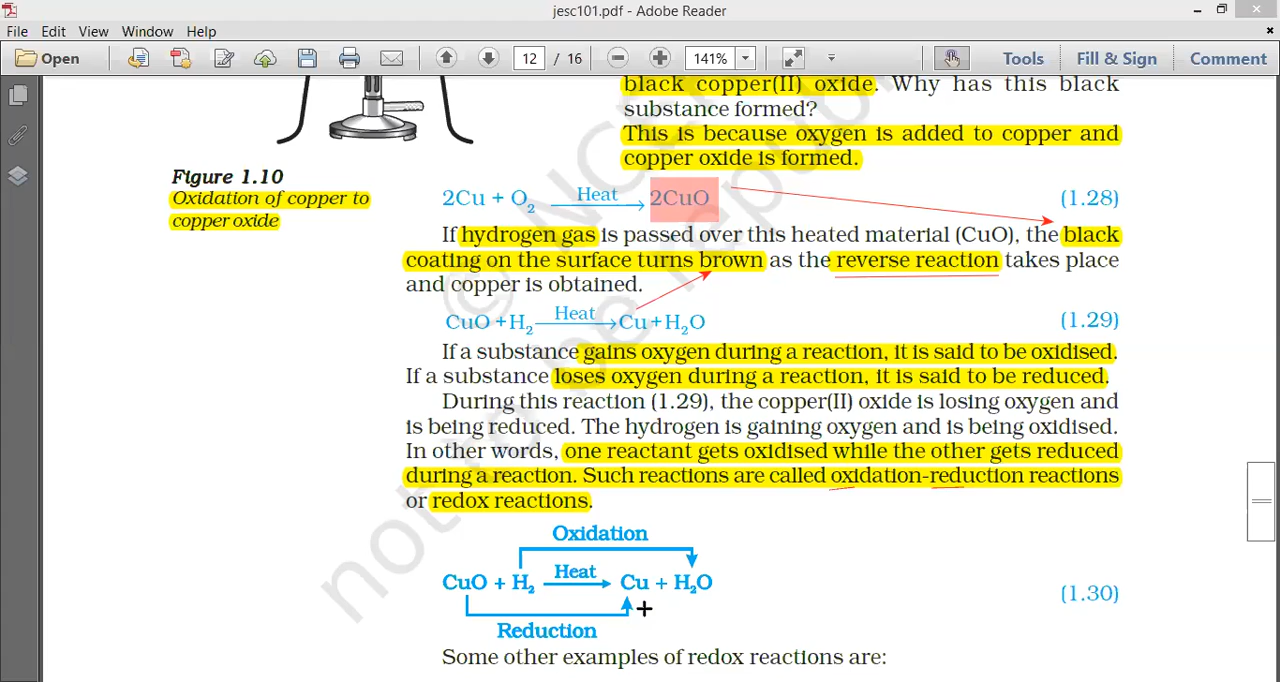 jesc101.pdf - Adobe Reader
File Edit View Window Help
Open 12 / 16 141% Tools Fill & Sign Comment
black copper(II) oxide. Why has this black
substance formed?
This is because oxygen is added to copper and
copper oxide is formed.
Figure 1.10
Oxidation of copper to
copper oxide
2Cu + O₂ Heat → 2CuO (1.28)
If hydrogen gas is passed over this heated material (CuO), the black
coating on the surface turns brown as the reverse reaction takes place
and copper is obtained.
CuO + H₂ Heat → Cu + H₂O (1.29)
If a substance gains oxygen during a reaction, it is said to be oxidised.
If a substance loses oxygen during a reaction, it is said to be reduced.
During this reaction (1.29), the copper(II) oxide is losing oxygen and
is being reduced. The hydrogen is gaining oxygen and is being oxidised.
In other words, one reactant gets oxidised while the other gets reduced
during a reaction. Such reactions are called oxidation-reduction reactions
or redox reactions.
Oxidation
CuO + H₂ Heat → Cu + H₂O (1.30)
Reduction
Some other examples of redox reactions are:
© NC
not to be republ